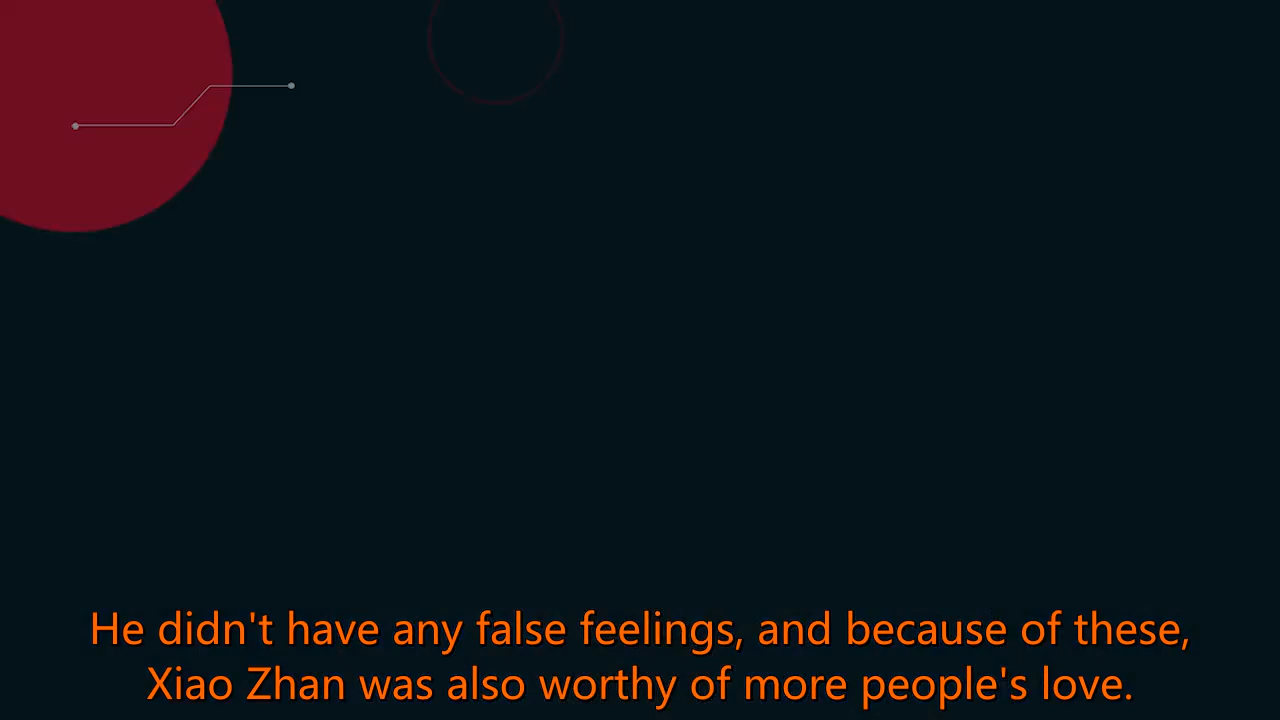 He didn't have any false feelings, and because of these,
Xiao Zhan was also worthy of more people's love.